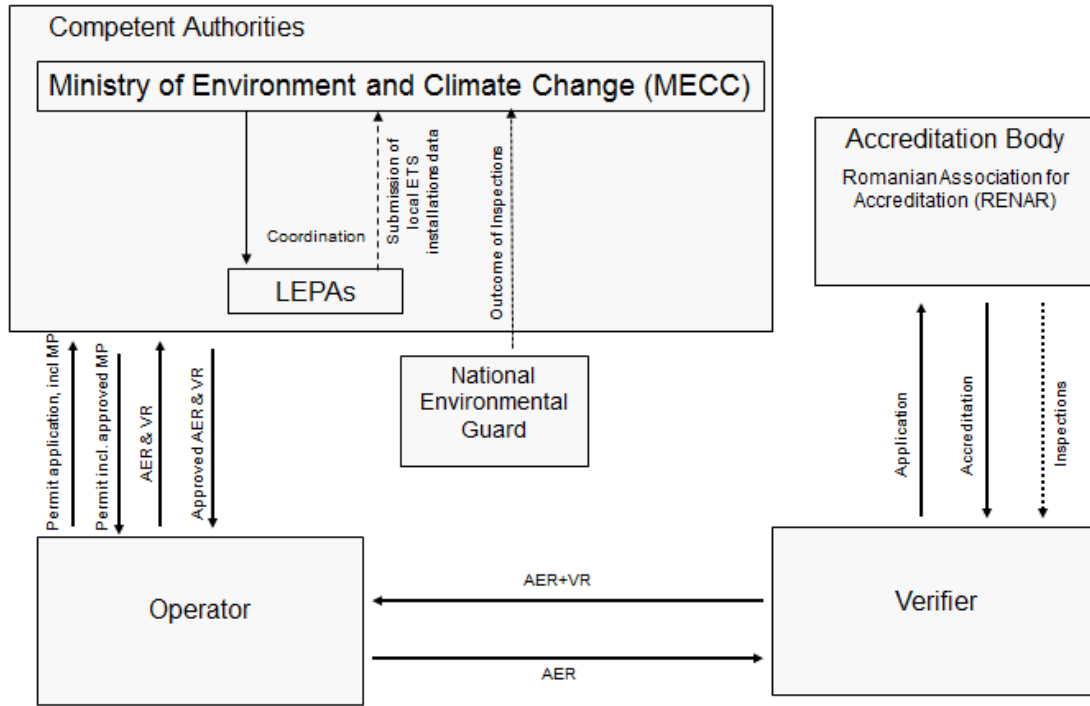 Competent Authorities
Ministry of Environment and Climate Change (MECC)
Coordination
Submission of
local ETS
installations data
Outcome of Inspections
LEPAs
Accreditation Body
Romanian Association for
Accreditation (RENAR)
National
Environmental
Guard
Permit application, incl MP
Permit incl. approved MP
AER & VR
Approved AER & VR
Application
Accreditation
Inspections
Operator
AER+VR
AER
Verifier